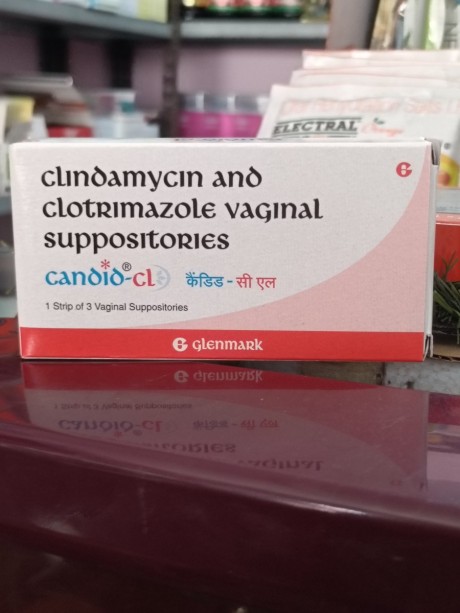 ELECTRAL
clindamycin and
clotrimazole vaginal
suppositories
candid*®-cl कैंडिड - सी एल
1 Strip of 3 Vaginal Suppositories
G glenmark